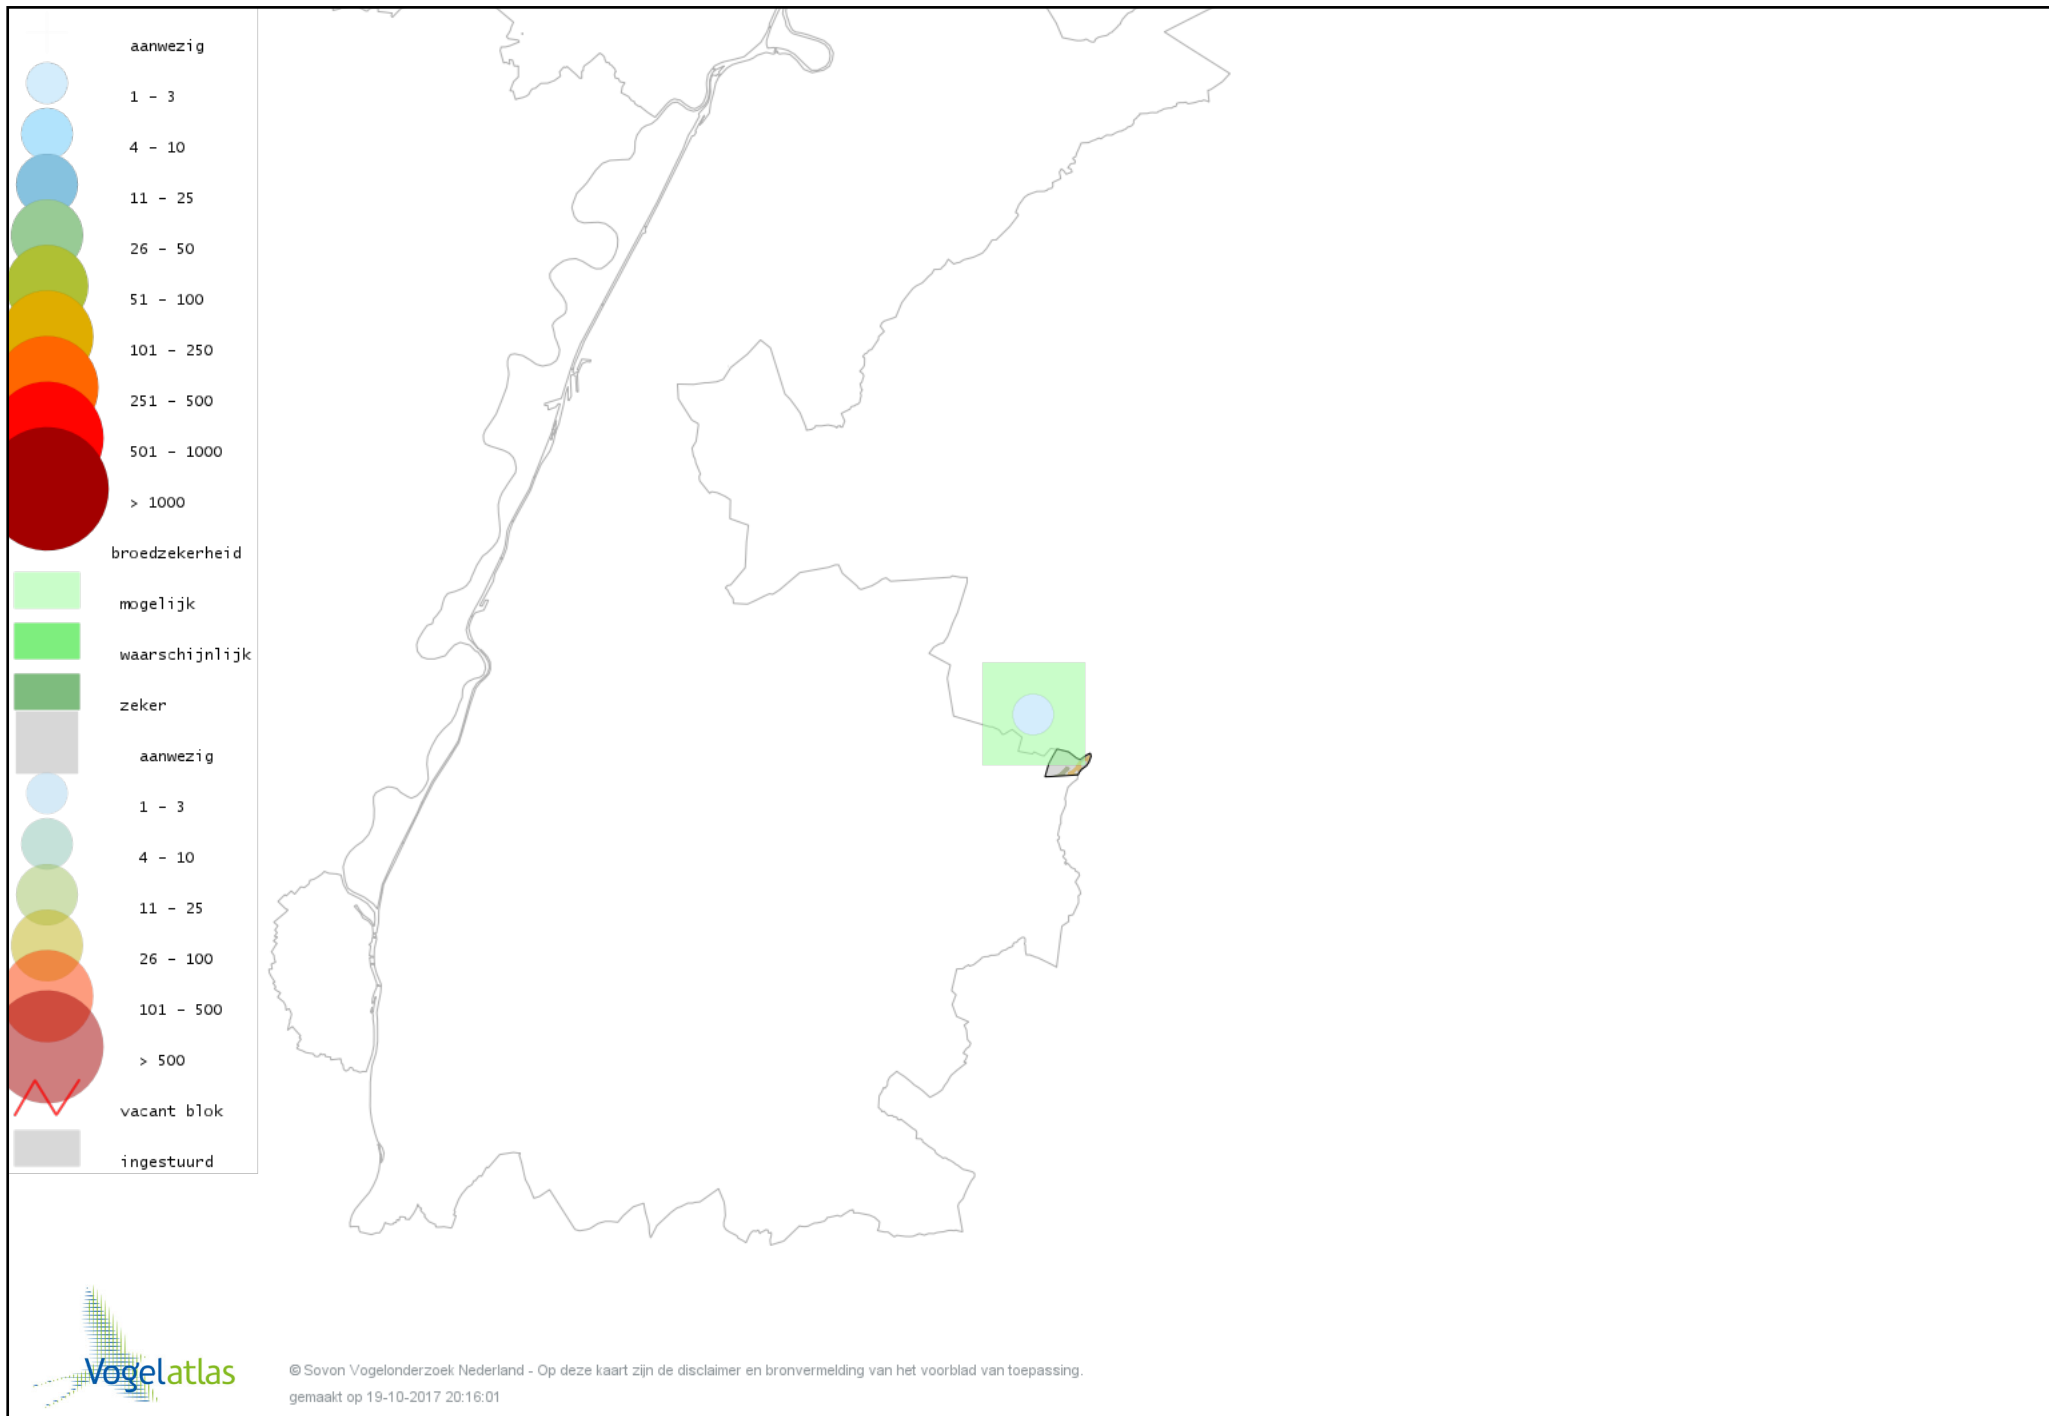 aanwezig
1 - 3
4 - 10
11 - 25
26 - 50
51 - 100
101 - 250
251 - 500
501 - 1000
> 1000
broedzekerheid
mogelijk
waarschijnlijk
zeker
aanwezig
1 - 3
4 - 10
11 - 25
26 - 100
101 - 500
> 500
vacant blok
ingestuurd
Vogelatlas
© Sovon Vogelonderzoek Nederland - Op deze kaart zijn de disclaimer en bronvermelding van het voorblad van toepassing.
gemaakt op 19-10-2017 20:16:01